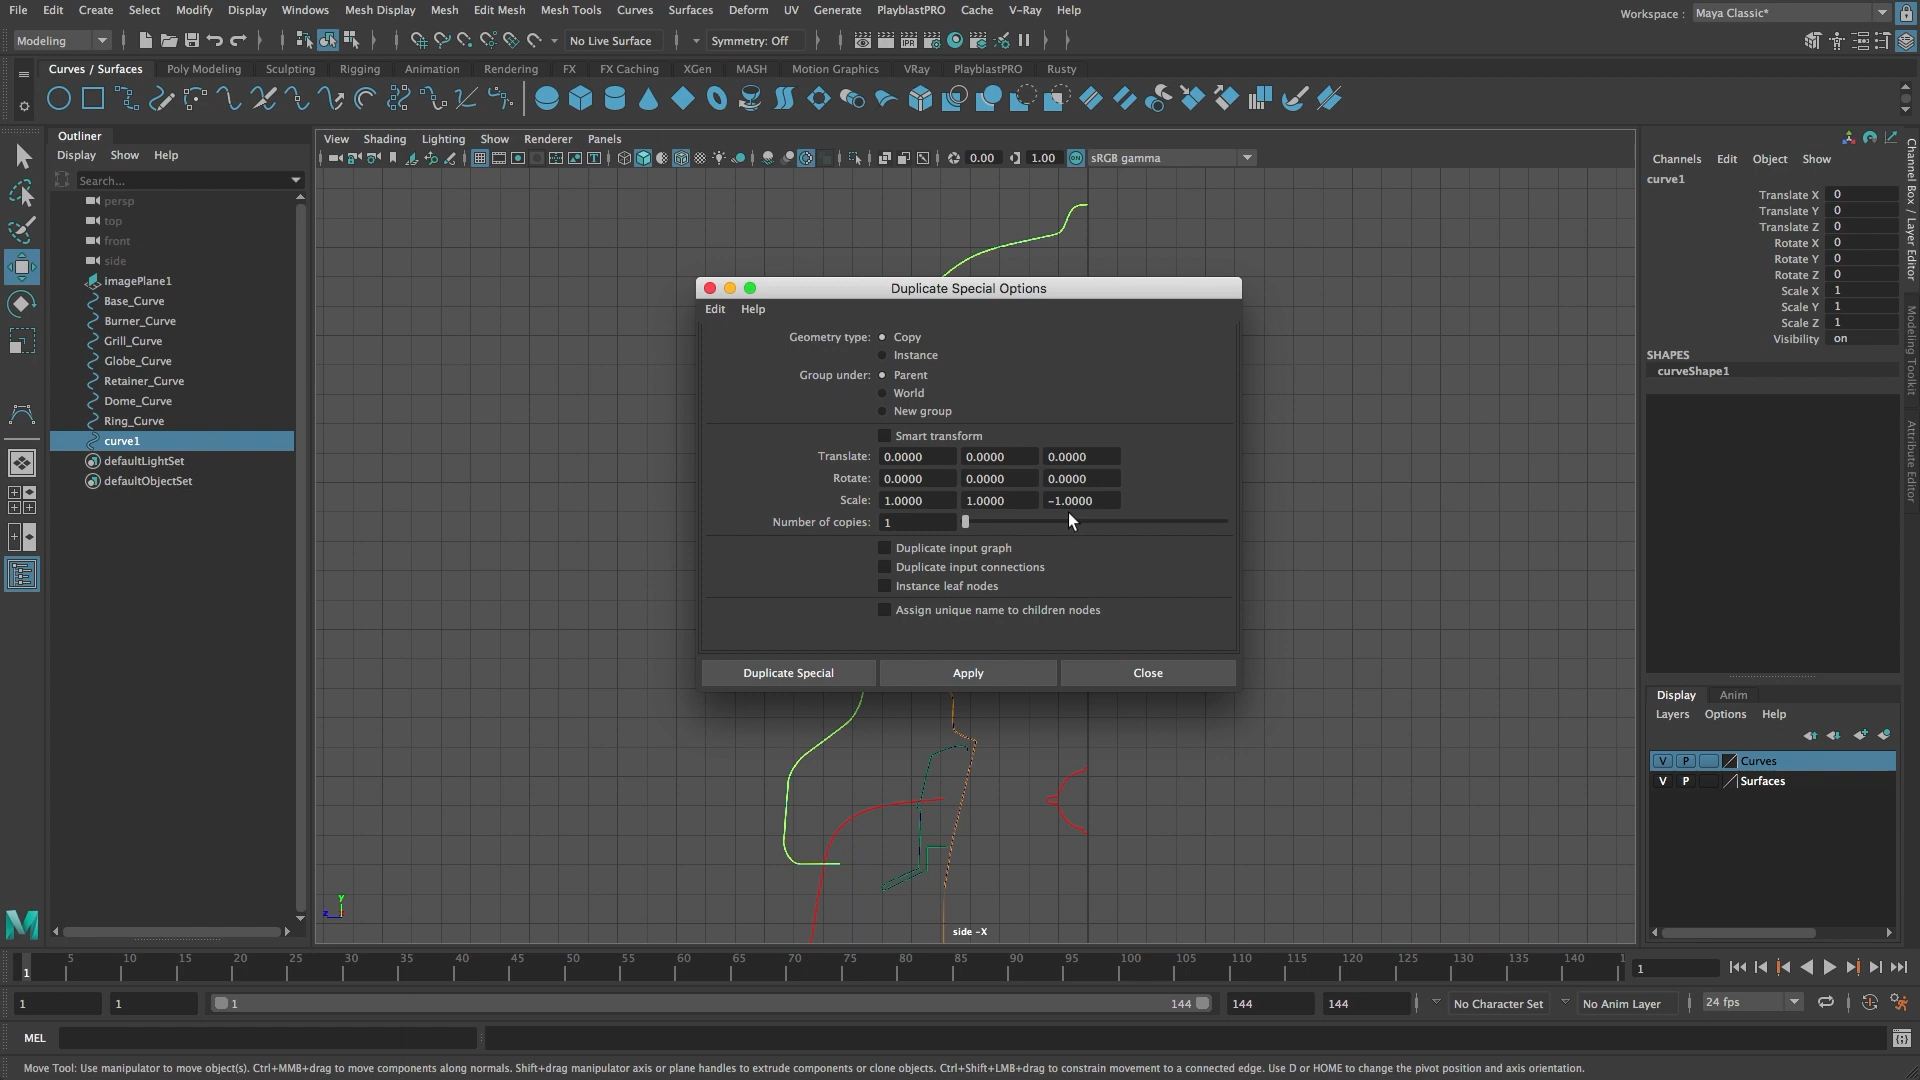 File Edit Create Select Modify Display Windows Mesh Display Mesh Edit Mesh Mesh Tools Curves Surfaces Deform UV Generate PlayblastPRO Cache V-Ray Help
Workspace : Maya Classic*
Modeling No Live Surface Symmetry: Off
Curves / Surfaces Poly Modeling Sculpting Rigging Animation Rendering FX FX Caching XGen MASH Motion Graphics VRay PlayblastPRO Rusty
Outliner
Display Show Help
Search...
persp
top
front
side
imagePlane1
Base_Curve
Burner_Curve
Grill_Curve
Globe_Curve
Retainer_Curve
Dome_Curve
Ring_Curve
curve1
defaultLightSet
defaultObjectSet
View Shading Lighting Show Renderer Panels
0.00 1.00 sRGB gamma
Duplicate Special Options
Edit Help
Geometry type: Copy
Instance
Group under: Parent
World
New group
Smart transform
Translate: 0.0000 0.0000 0.0000
Rotate: 0.0000 0.0000 0.0000
Scale: 1.0000 1.0000 -1.0000
Number of copies: 1
Duplicate input graph
Duplicate input connections
Instance leaf nodes
Assign unique name to children nodes
Duplicate Special Apply Close
y
z
side -X
Channels Edit Object Show
curve1
Translate X 0
Translate Y 0
Translate Z 0
Rotate X 0
Rotate Y 0
Rotate Z 0
Scale X 1
Scale Y 1
Scale Z 1
Visibility on
SHAPES
curveShape1
Channel Box / Layer Editor
Modeling Toolkit
Attribute Editor
Display Anim
Layers Options Help
V P Curves
V P Surfaces
5 10 15 20 25 30 35 40 45 50 55 60 65 70 75 80 85 90 95 100 105 110 115 120 125 130 135 140 1
1 1
1 1 1 144 144 144 No Character Set No Anim Layer 24 fps
MEL
Move Tool: Use manipulator to move object(s). Ctrl+MMB+drag to move components along normals. Shift+drag manipulator axis or plane handles to extrude components or clone objects. Ctrl+Shift+LMB+drag to constrain movement to a connected edge. Use D or HOME to change the pivot position and axis orientation.